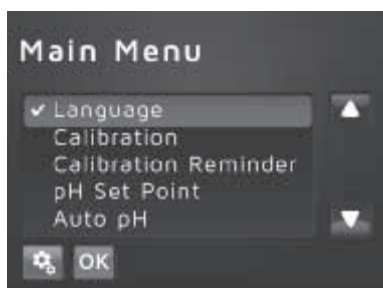 Main Menu
Language
Calibration
Calibration Reminder
pH Set Point
Auto pH
OK